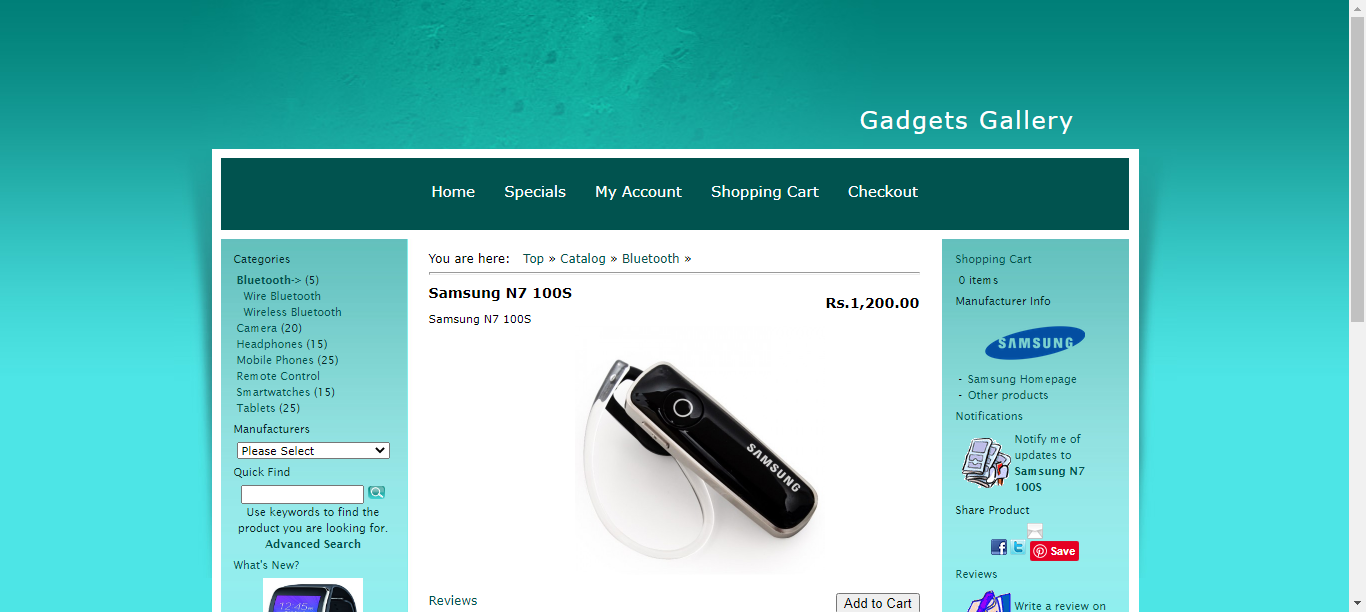 Gadgets Gallery
Home Specials My Account Shopping Cart Checkout
Categories
Bluetooth-> (5)
Wire Bluetooth
Wireless Bluetooth
Camera (20)
Headphones (15)
Mobile Phones (25)
Remote Control
Smartwatches (15)
Tablets (25)
Manufacturers
Please Select
Quick Find
Use keywords to find the
product you are looking for.
Advanced Search
What's New?
12:45
You are here: Top » Catalog » Bluetooth »
Samsung N7 100S
Rs.1,200.00
Samsung N7 100S
SAMSUNG
Reviews
Add to Cart
Shopping Cart
0 items
Manufacturer Info
SAMSUNG
- Samsung Homepage
- Other products
Notifications
Notify me of
updates to
Samsung N7
100S
Share Product
Save
Reviews
Write a review on